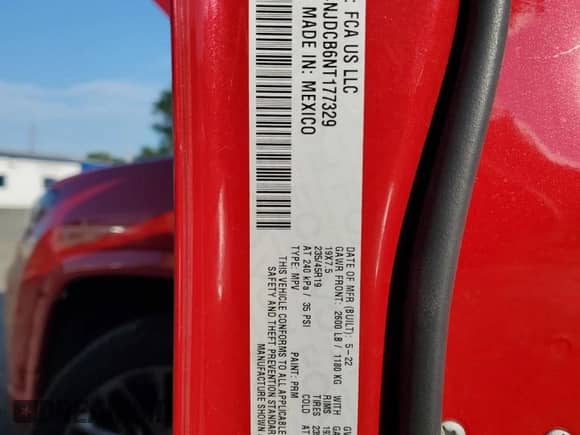 FCA US LLC
NJDCB6NT177329
MADE IN: MEXICO
DATE OF MFR (BUILT): 5-22
GAWR FRONT: 2600 LB / 1180 KG WITH
19X7.5 RIMS
235/45R19 TIRES
AT 240 kPa / 35 PSI COLD
TYPE: MPV PAINT: PRM
THIS VEHICLE CONFORMS TO ALL APPLICABLE
SAFETY AND THEFT PREVENTION STANDAR
MANUFACTURE SHOWN